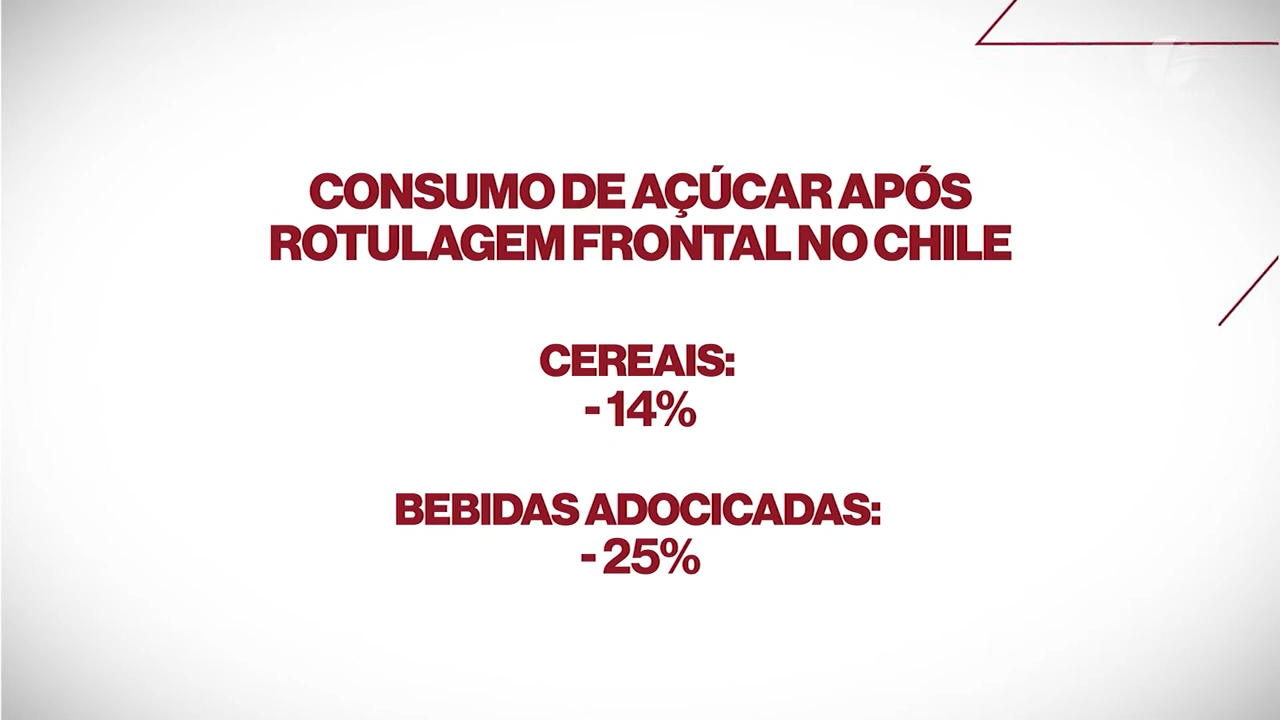 CONSUMO DE AÇÚCAR APÓS
ROTULAGEM FRONTAL NO CHILE
CEREAIS:
- 14%
BEBIDAS ADOCICADAS:
- 25%